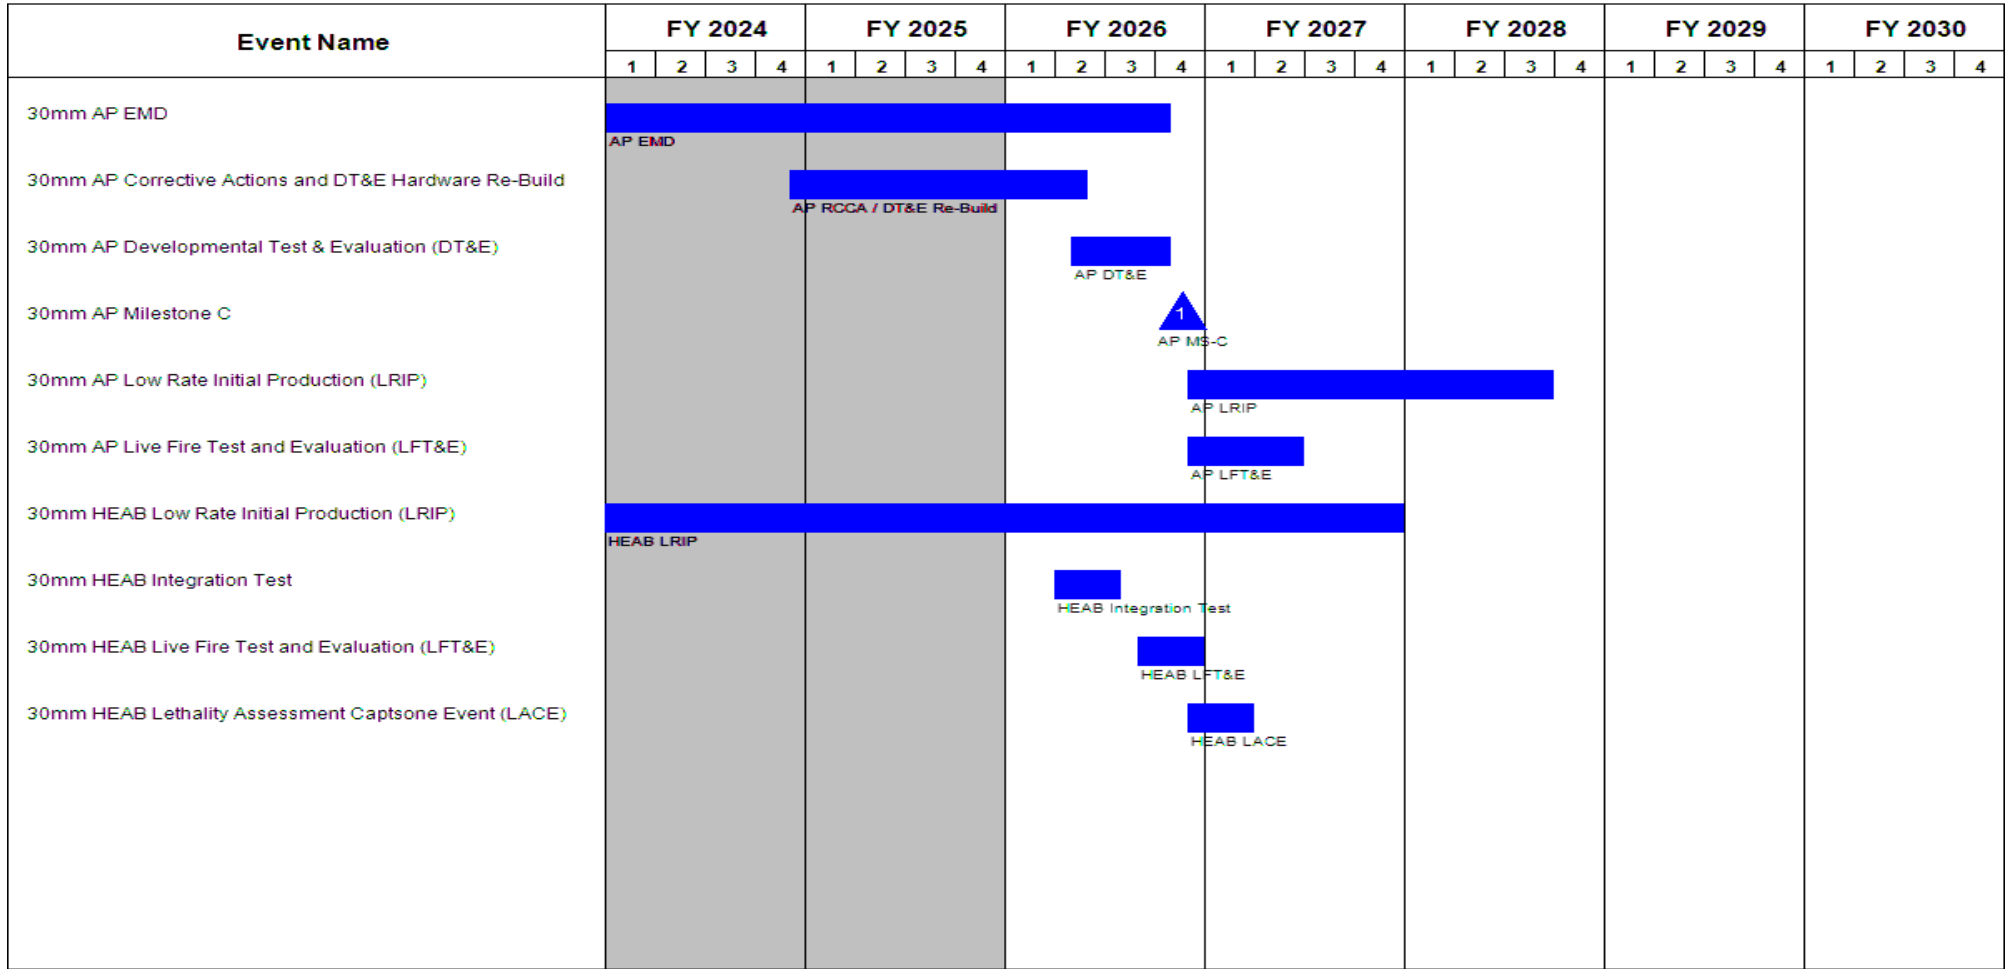 Event Name
FY 2024 FY 2025 FY 2026 FY 2027 FY 2028 FY 2029 FY 2030
1 2 3 4 1 2 3 4 1 2 3 4 1 2 3 4 1 2 3 4 1 2 3 4 1 2 3 4
30mm AP EMD
AP EMD
30mm AP Corrective Actions and DT&E Hardware Re-Build
AP RCCA / DT&E Re-Build
30mm AP Developmental Test & Evaluation (DT&E)
AP DT&E
30mm AP Milestone C
1
AP MS-C
30mm AP Low Rate Initial Production (LRIP)
AP LRIP
30mm AP Live Fire Test and Evaluation (LFT&E)
AP LFT&E
30mm HEAB Low Rate Initial Production (LRIP)
HEAB LRIP
30mm HEAB Integration Test
HEAB Integration Test
30mm HEAB Live Fire Test and Evaluation (LFT&E)
HEAB LFT&E
30mm HEAB Lethality Assessment Captsone Event (LACE)
HEAB LACE